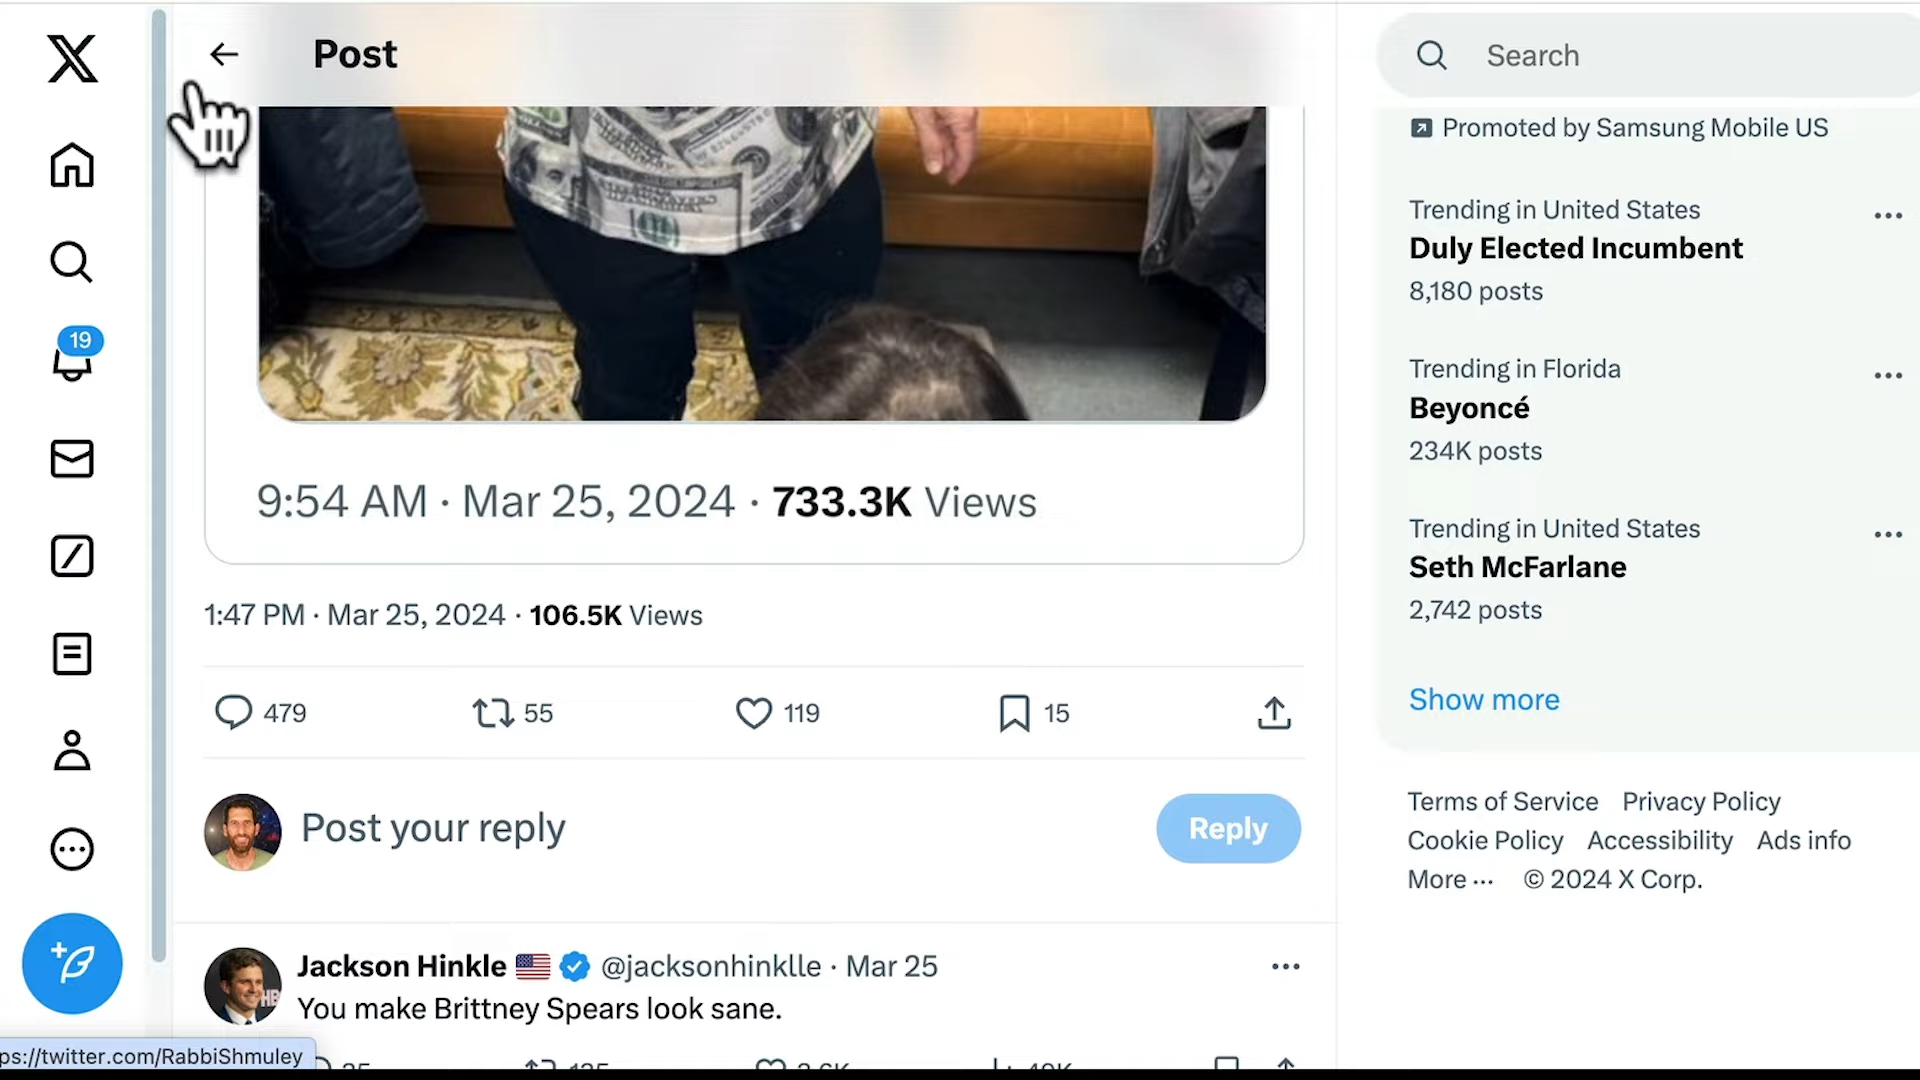 Post
Search
Promoted by Samsung Mobile US
Trending in United States
Duly Elected Incumbent
8,180 posts
Trending in Florida
Beyoncé
234K posts
Trending in United States
Seth McFarlane
2,742 posts
Show more
Terms of Service Privacy Policy
Cookie Policy Accessibility Ads info
More ... © 2024 X Corp.
19
100
9:54 AM · Mar 25, 2024 · 733.3K Views
1:47 PM · Mar 25, 2024 · 106.5K Views
479 55 119 15
Post your reply
Reply
Jackson Hinkle @jacksonhinklle · Mar 25
You make Brittney Spears look sane.
ps://twitter.com/RabbiShmuley